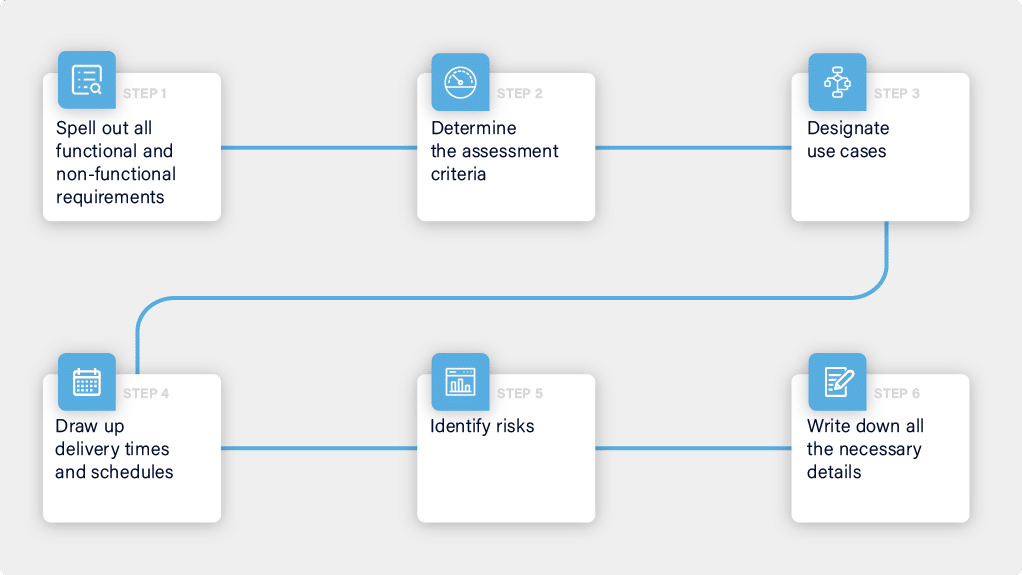 STEP 1
Spell out all
functional and
non-functional
requirements
STEP 2
Determine
the assessment
criteria
STEP 3
Designate
use cases
STEP 4
Draw up
delivery times
and schedules
STEP 5
Identify risks
STEP 6
Write down all
the necessary
details